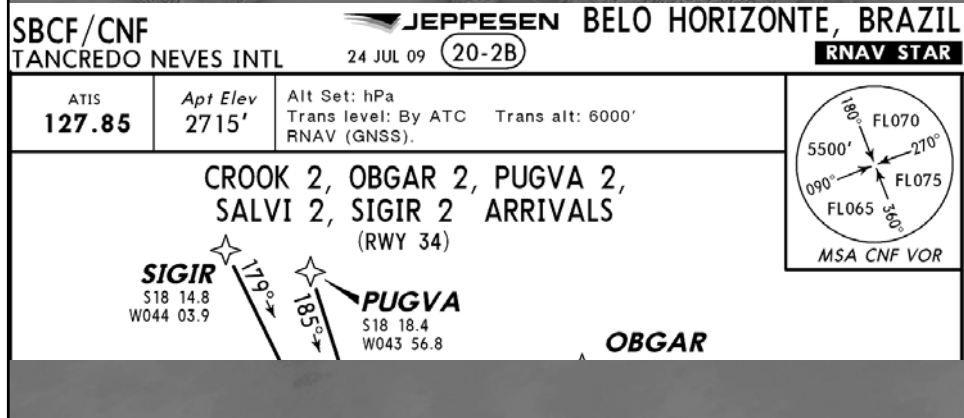 SBCF/CNF
TANCREDO NEVES INTL
JEPPESEN
24 JUL 09
20-2B
BELO HORIZONTE, BRAZIL
RNAV STAR
ATIS
127.85
Apt Elev
2715'
Alt Set: hPa
Trans level: By ATC Trans alt: 6000'
RNAV (GNSS).
180°
FL070
5500'
270°
090°
FL075
FL065
360°
MSA CNF VOR
CROOK 2, OBGAR 2, PUGVA 2,
SALVI 2, SIGIR 2 ARRIVALS
(RWY 34)
SIGIR
S18 14.8
W044 03.9
179°
185°
PUGVA
S18 18.4
W043 56.8
OBGAR